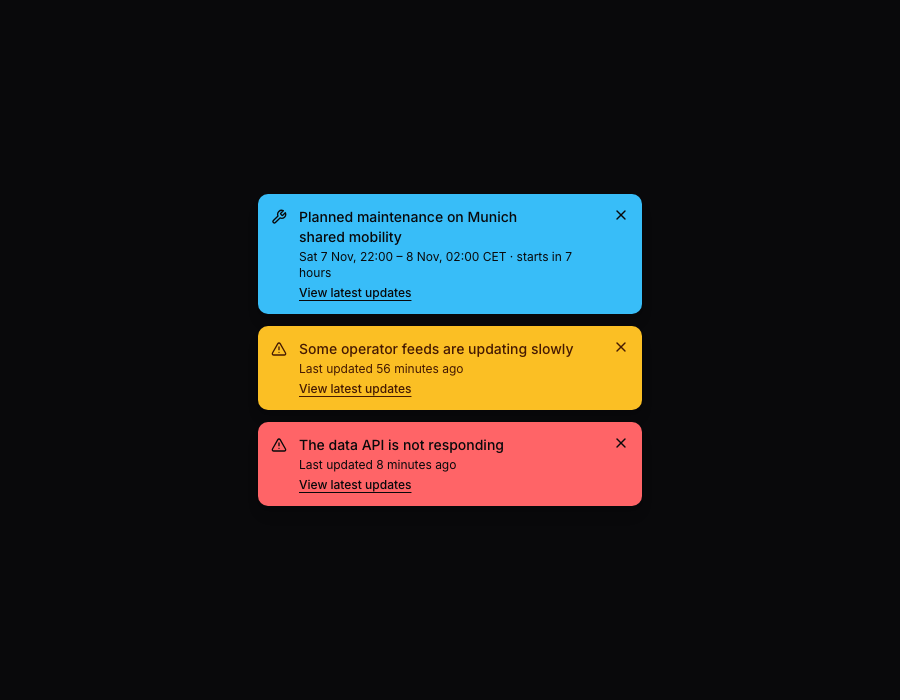 Planned maintenance on Munich
shared mobility
Sat 7 Nov, 22:00 – 8 Nov, 02:00 CET · starts in 7
hours
View latest updates
Some operator feeds are updating slowly
Last updated 56 minutes ago
View latest updates
The data API is not responding
Last updated 8 minutes ago
View latest updates